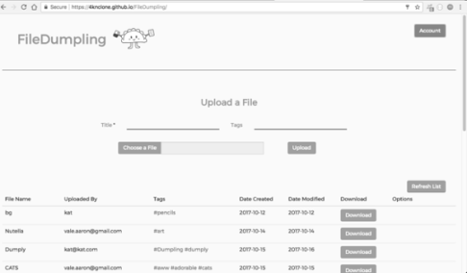 Secure https://4knclone.github.io/FileDumpling/
FileDumpling
Account
Upload a File
Title * Tags
Choose a File Upload
Refresh List
File Name Uploaded By Tags Date Created Date Modified Download Options
bg kat #pencils 2017-10-12 2017-10-12 Download
Nutella vale.aaron@gmail.com #art 2017-10-12 2017-10-12 Download
Dumply kat@kat.com #Dumpling #dumply 2017-10-15 2017-10-16 Download
CATS vale.aaron@gmail.com #aww #adorable #cats 2017-10-15 2017-10-15 Download